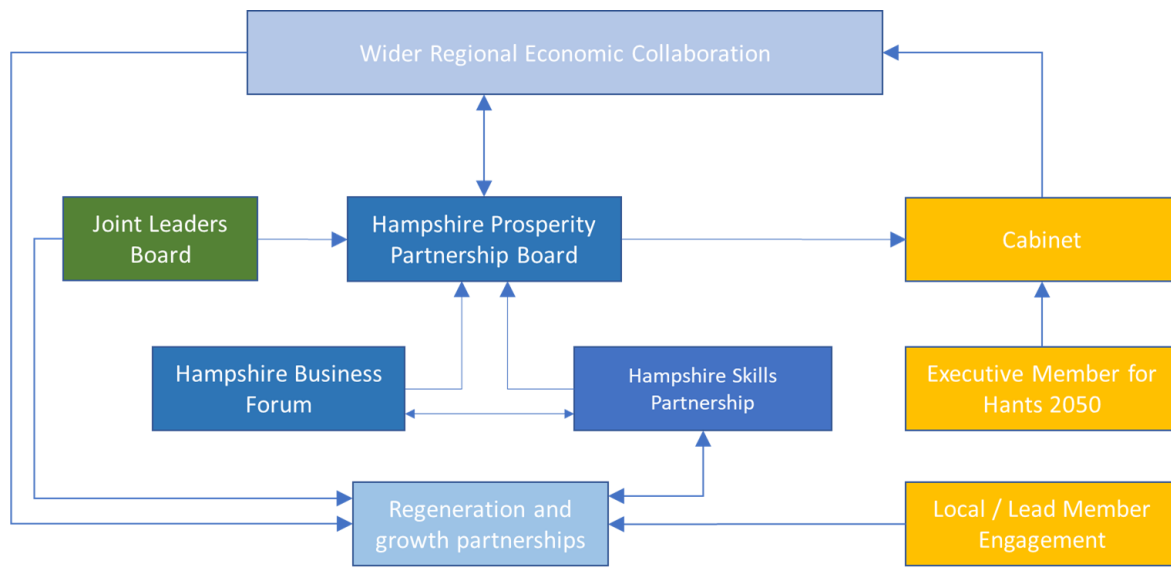 Wider Regional Economic Collaboration
Joint Leaders
Board
Hampshire Prosperity
Partnership Board
Cabinet
Hampshire Business
Forum
Hampshire Skills
Partnership
Executive Member for
Hants 2050
Regeneration and
growth partnerships
Local / Lead Member
Engagement